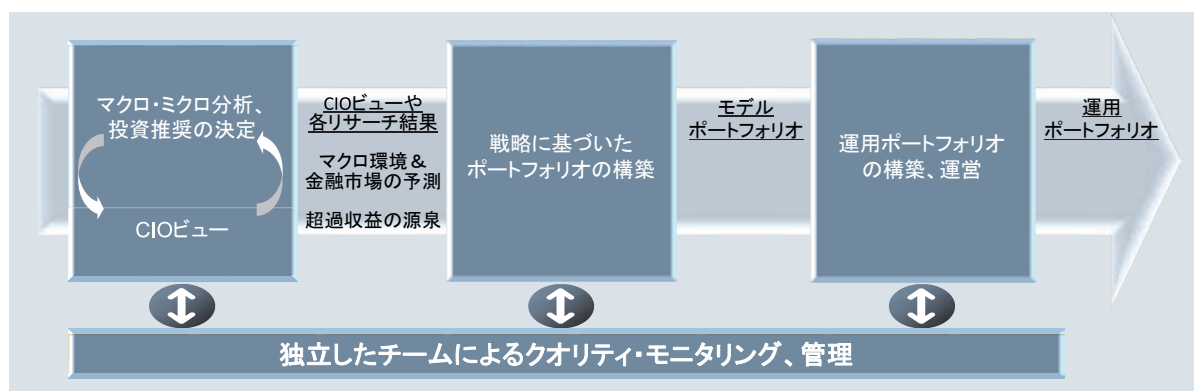 マクロ・ミクロ分析、
投資推奨の決定
CIOビュー
CIOビューや
各リサーチ結果
マクロ環境＆
金融市場の予測
超過収益の源泉
戦略に基づいた
ポートフォリオの構築
モデル
ポートフォリオ
運用ポートフォリオ
の構築、運営
運用
ポートフォリオ
独立したチームによるクオリティ・モニタリング、管理